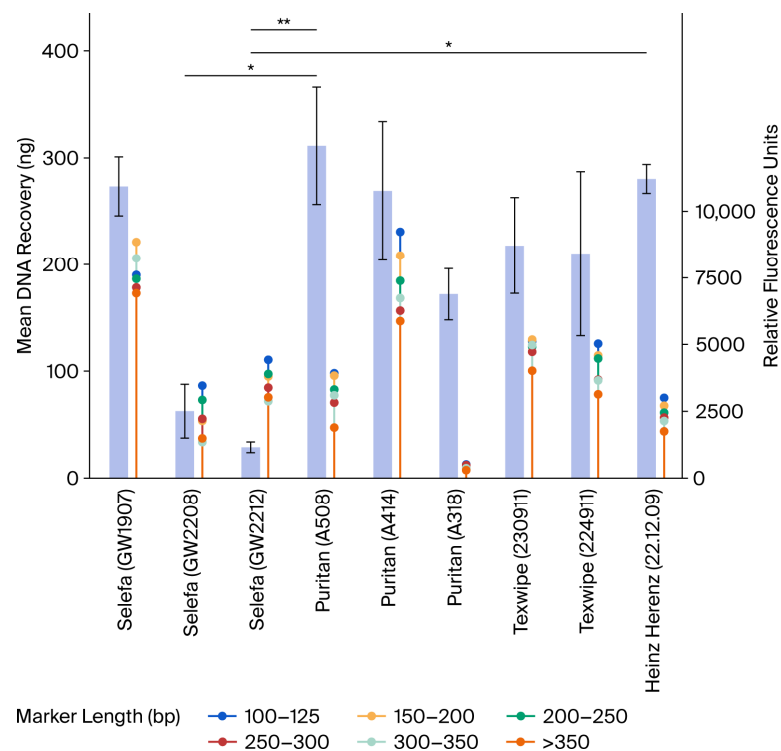 **
*
*
400
300
200
100
0
Mean DNA Recovery (ng)
10,000
7500
5000
2500
0
Relative Fluorescence Units
Selefa (GW1907)
Selefa (GW2208)
Selefa (GW2212)
Puritan (A508)
Puritan (A414)
Puritan (A318)
Texwipe (230911)
Texwipe (224911)
Heinz Herenz (22.12.09)
Marker Length (bp)
100–125
150–200
200–250
250–300
300–350
>350